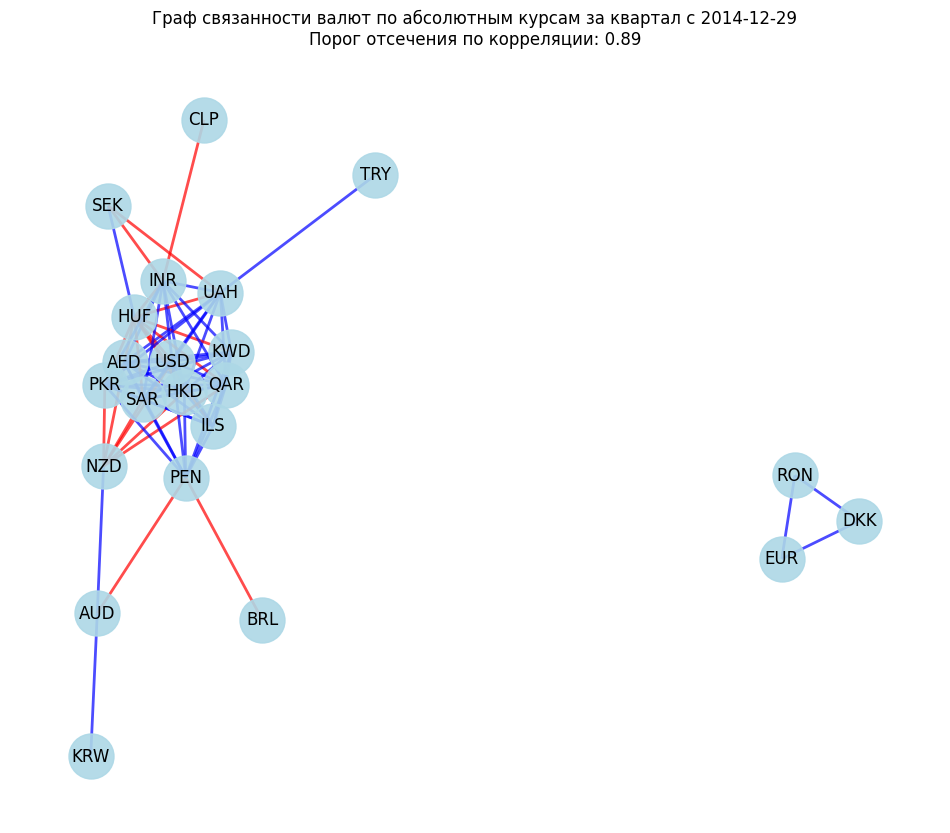 Граф связанности валют по абсолютным курсам за квартал с 2014-12-29
Порог отсечения по корреляции: 0.89
CLP
TRY
SEK
INR
UAH
HUF
KWD
AED
USD
PKR
QAR
SAR
HKD
ILS
NZD
PEN
RON
DKK
EUR
AUD
BRL
KRW